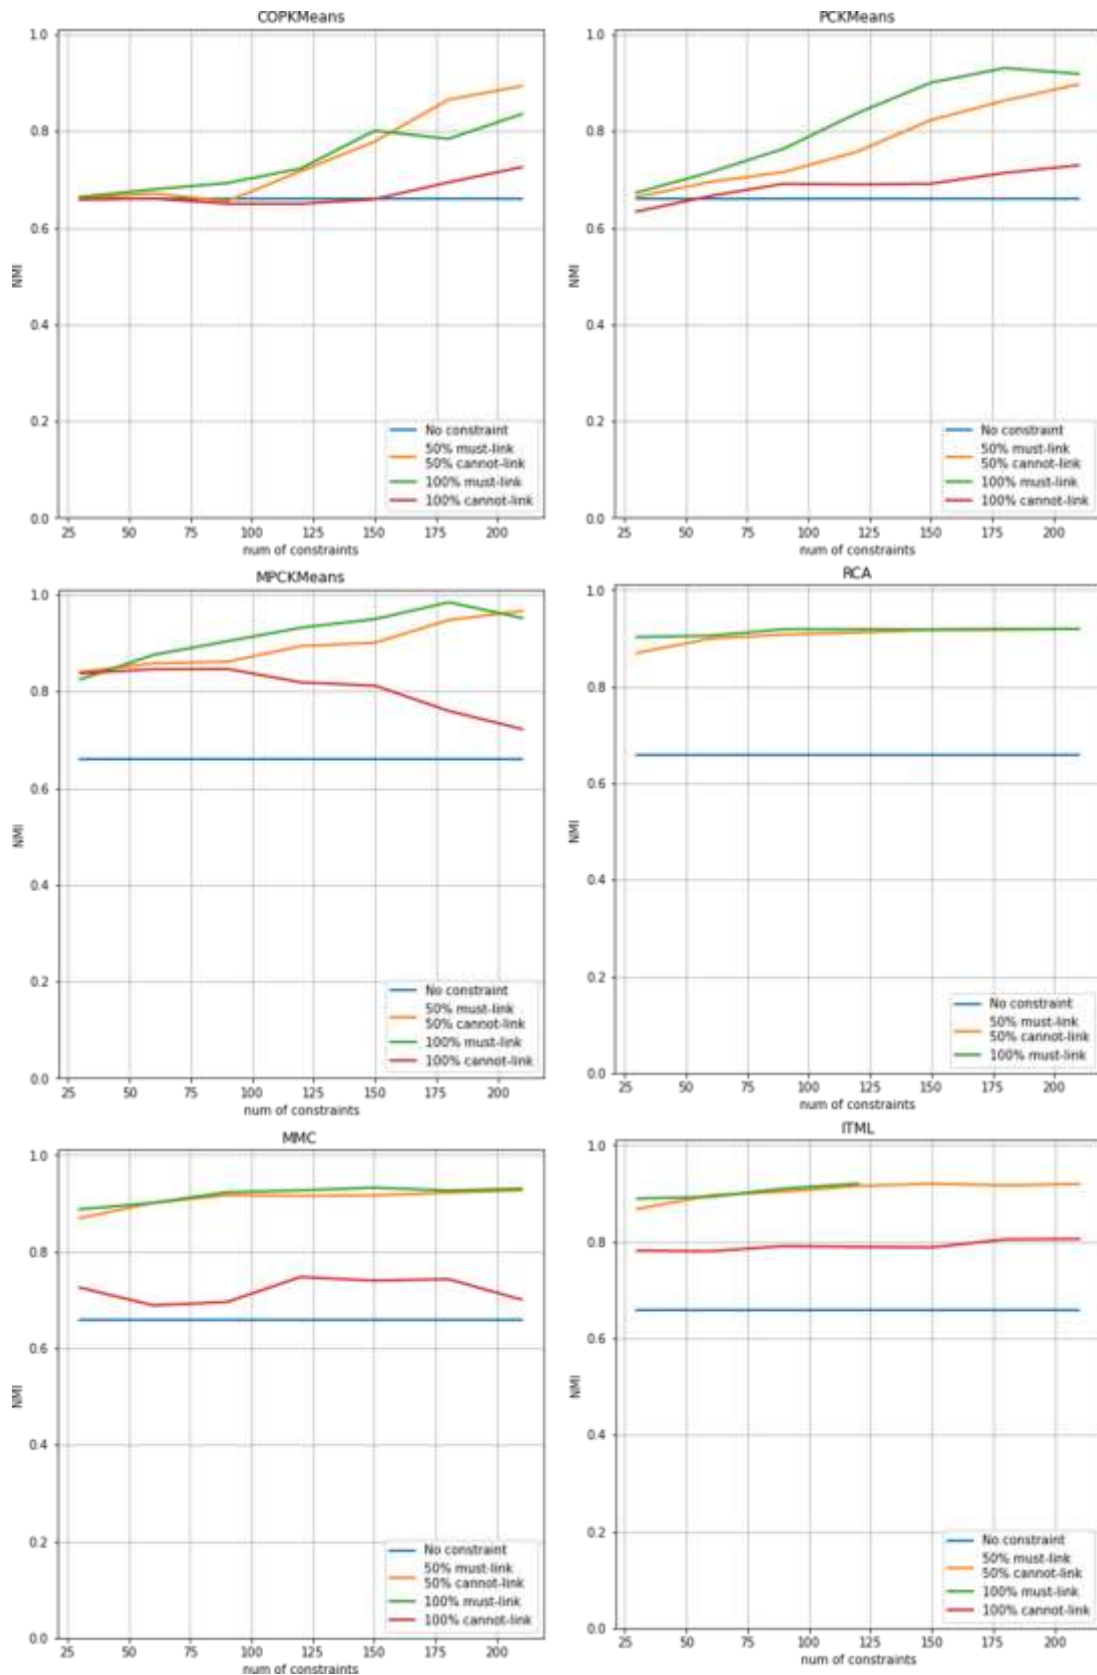 COPKMeans
1.0
0.8
0.6
0.4
0.2
0.0
NMI
No constraint
50% must-link
50% cannot-link
100% must-link
100% cannot-link
25 50 75 100 125 150 175 200
num of constraints
PCKMeans
1.0
0.8
0.6
0.4
0.2
0.0
NMI
No constraint
50% must-link
50% cannot-link
100% must-link
100% cannot-link
25 50 75 100 125 150 175 200
num of constraints
MPCKMeans
1.0
0.8
0.6
0.4
0.2
0.0
NMI
No constraint
50% must-link
50% cannot-link
100% must-link
100% cannot-link
25 50 75 100 125 150 175 200
num of constraints
RCA
1.0
0.8
0.6
0.4
0.2
0.0
NMI
No constraint
50% must-link
50% cannot-link
100% must-link
25 50 75 100 125 150 175 200
num of constraints
MMC
1.0
0.8
0.6
0.4
0.2
0.0
NMI
No constraint
50% must-link
50% cannot-link
100% must-link
100% cannot-link
25 50 75 100 125 150 175 200
num of constraints
ITML
1.0
0.8
0.6
0.4
0.2
0.0
NMI
No constraint
50% must-link
50% cannot-link
100% must-link
100% cannot-link
25 50 75 100 125 150 175 200
num of constraints